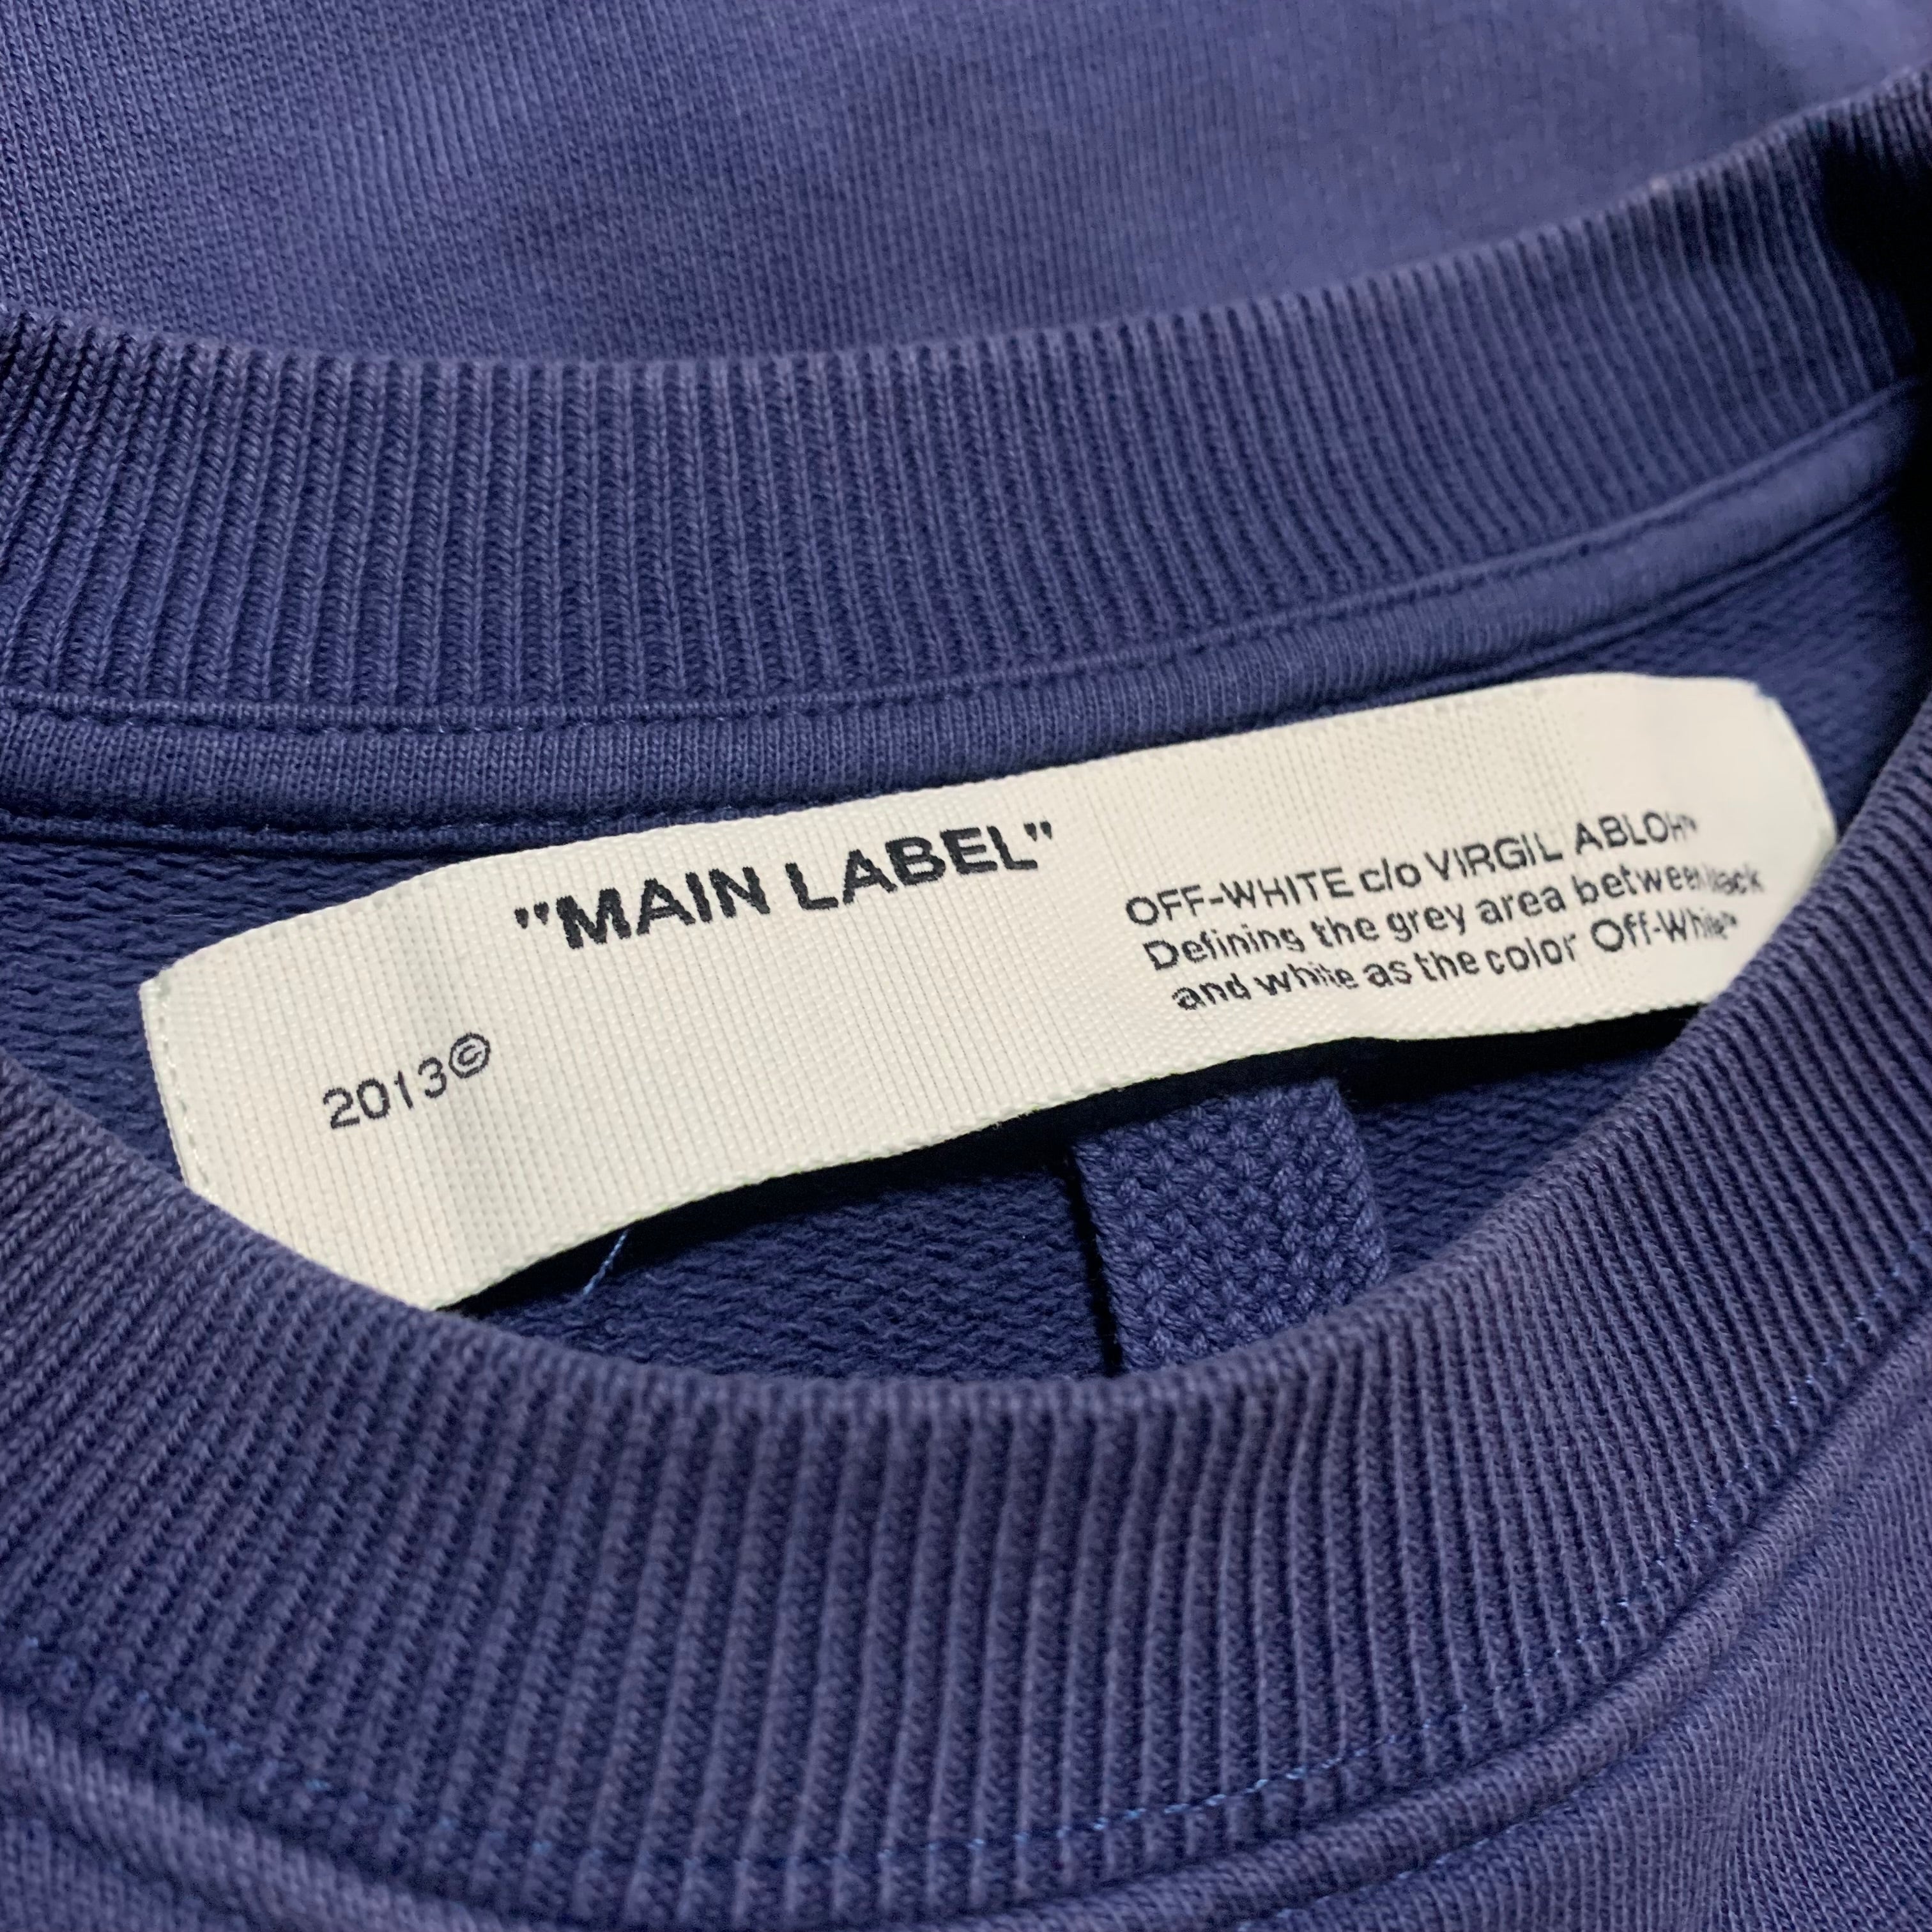 "MAIN LABEL"
OFF-WHITE c/o VIRGIL ABLOH™
Defining the grey area between black
and white as the color Off-White™
2013©